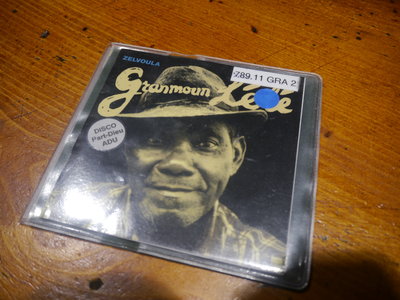 ZELVOULA
789.11 GRA 2
Granmoun Lélé
DISCO
Part-Dieu
ADU